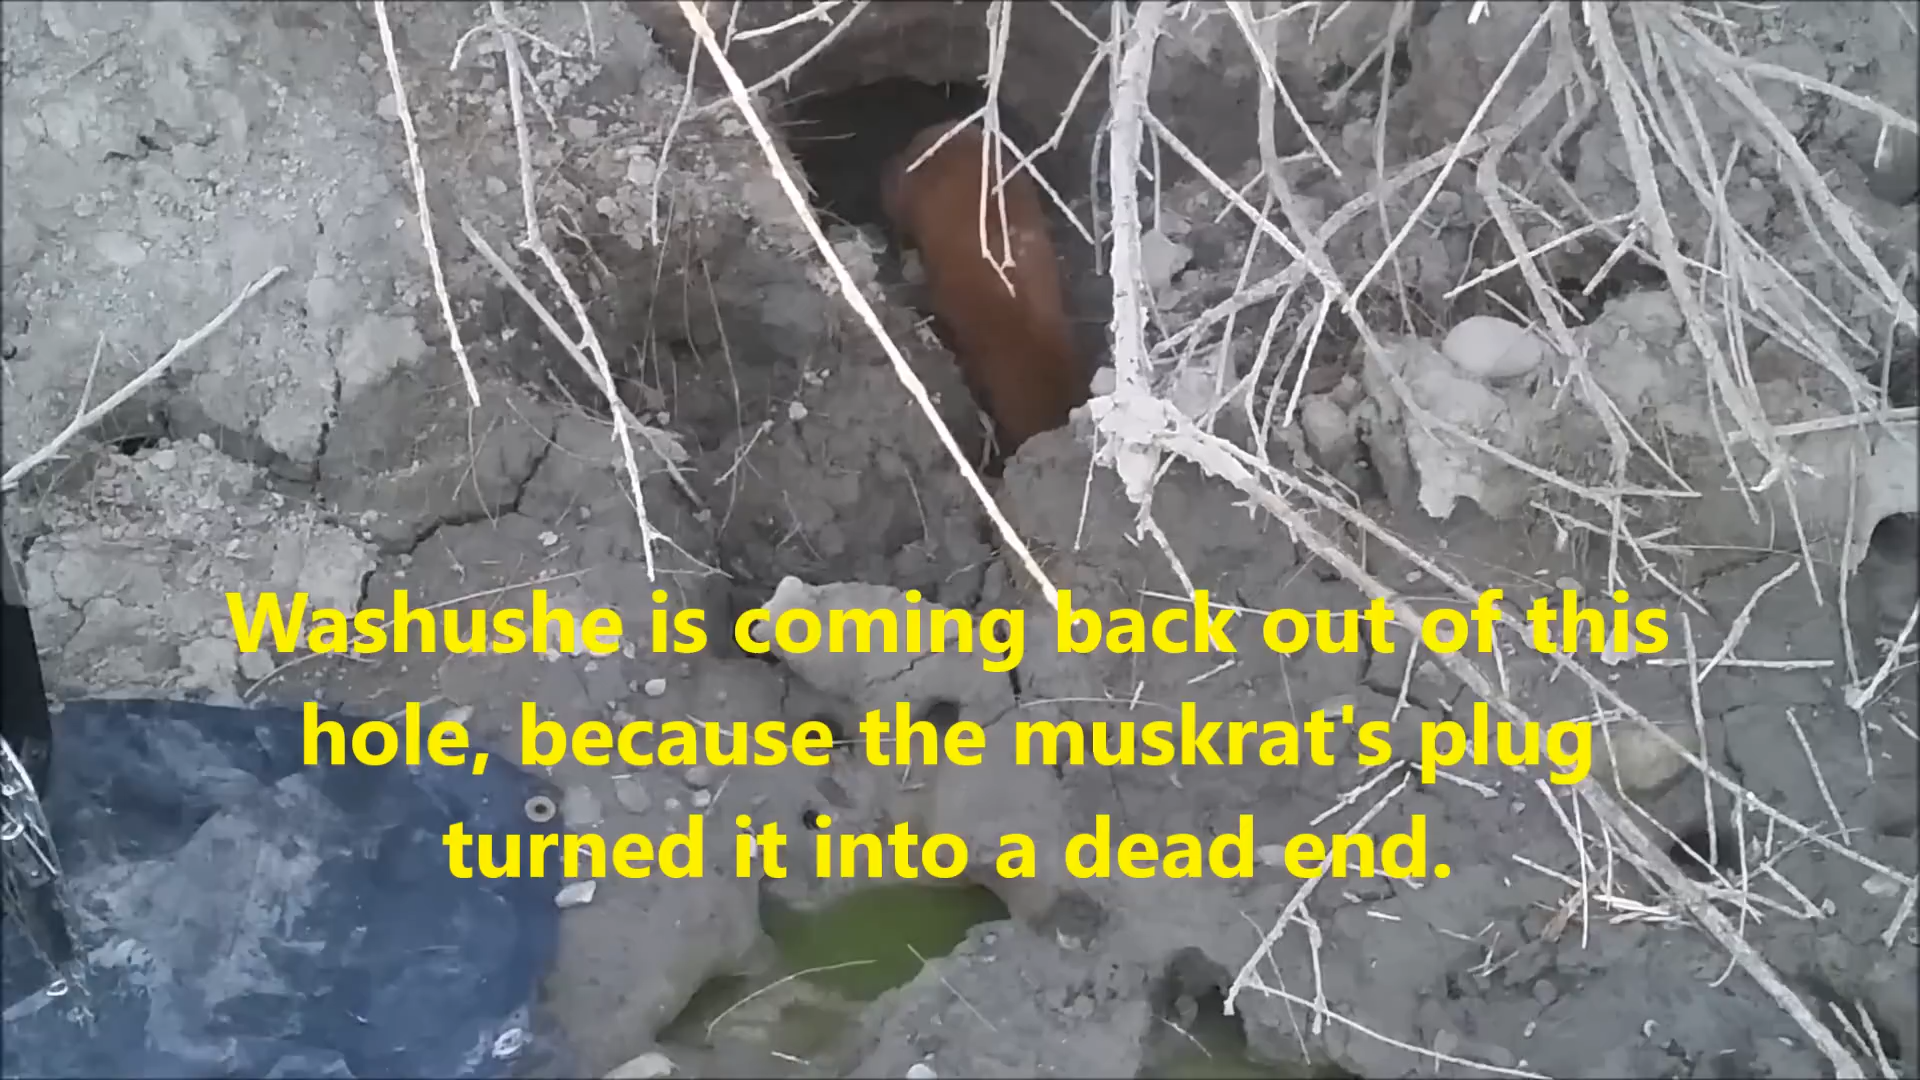 Washushe is coming back out of this
hole, because the muskrat's plug
turned it into a dead end.